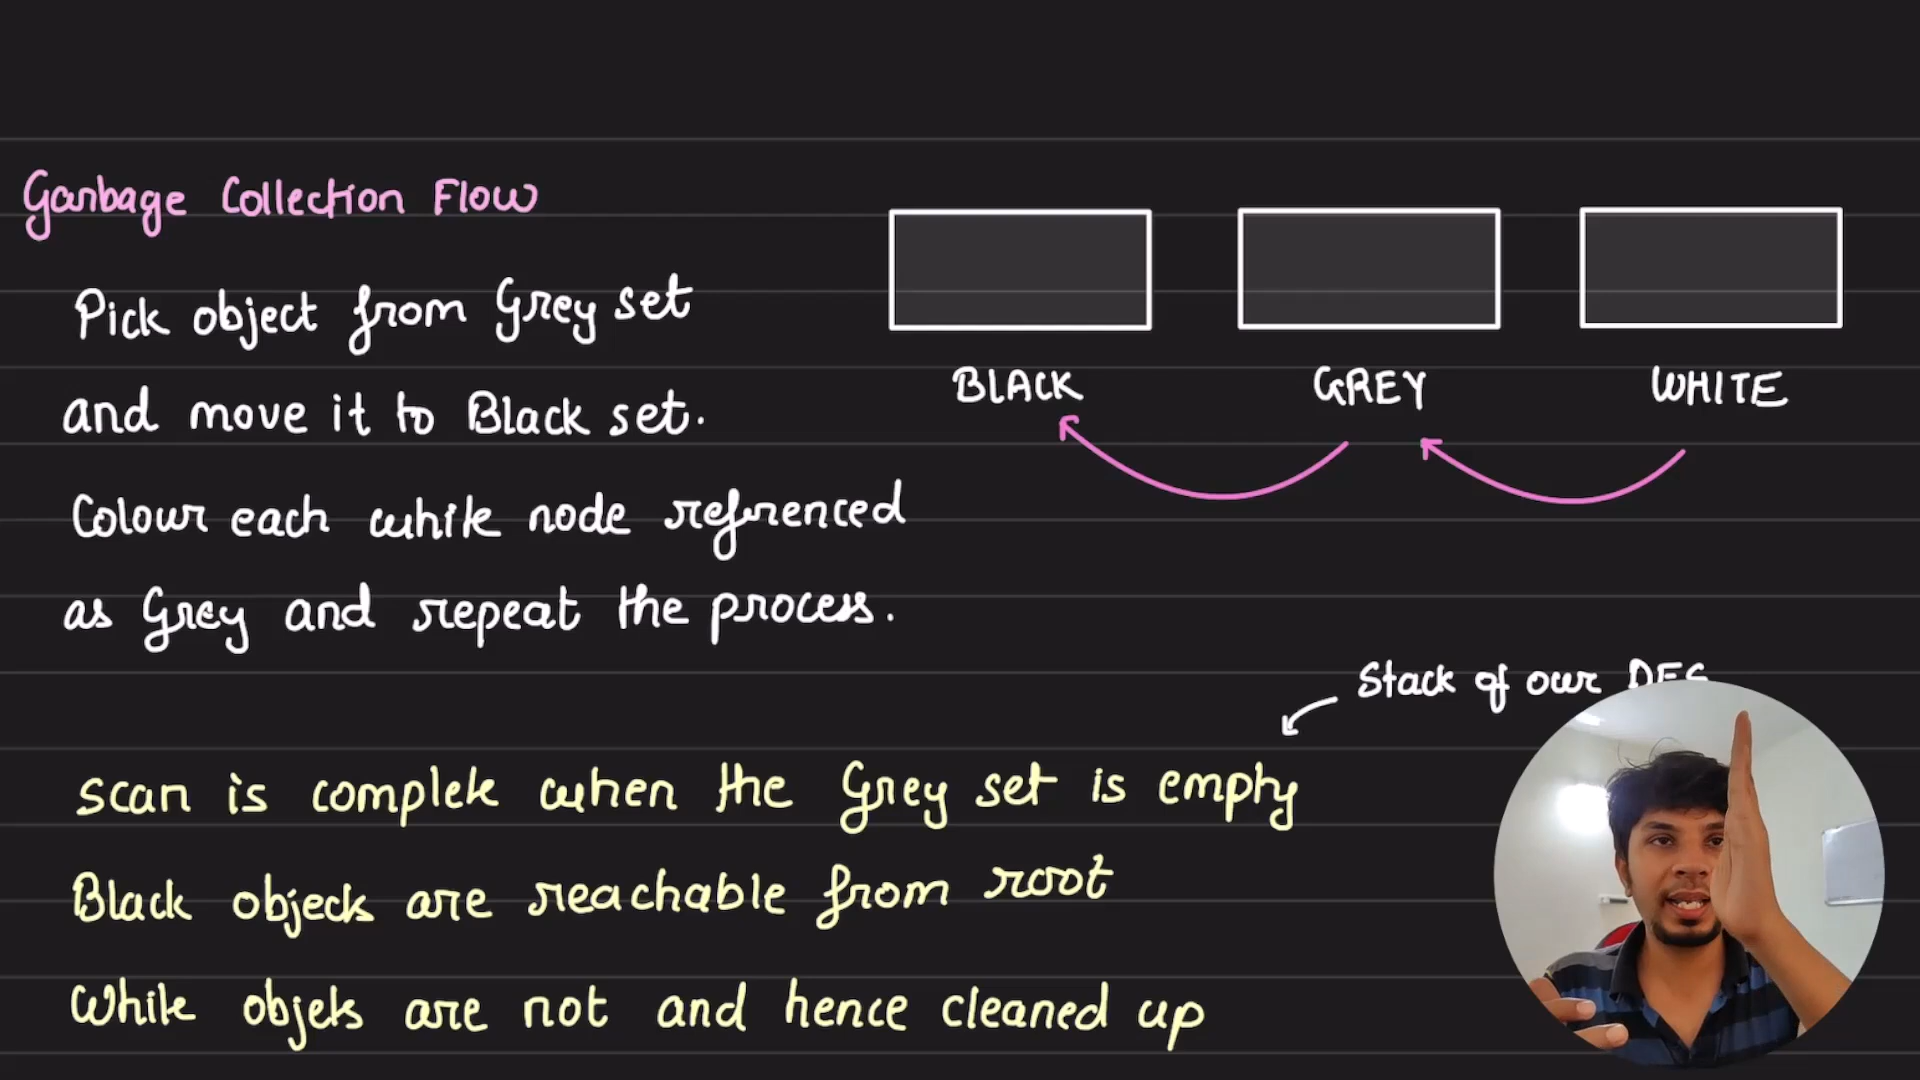 Garbage Collection Flow
Pick object from Grey set
and move it to Black set.
Colour each white node referenced
as Grey and repeat the process.
BLACK
GREY
WHITE
Stack of our DFS
scan is complete when the Grey set is empty
Black objects are reachable from root
White objets are not and hence cleaned up